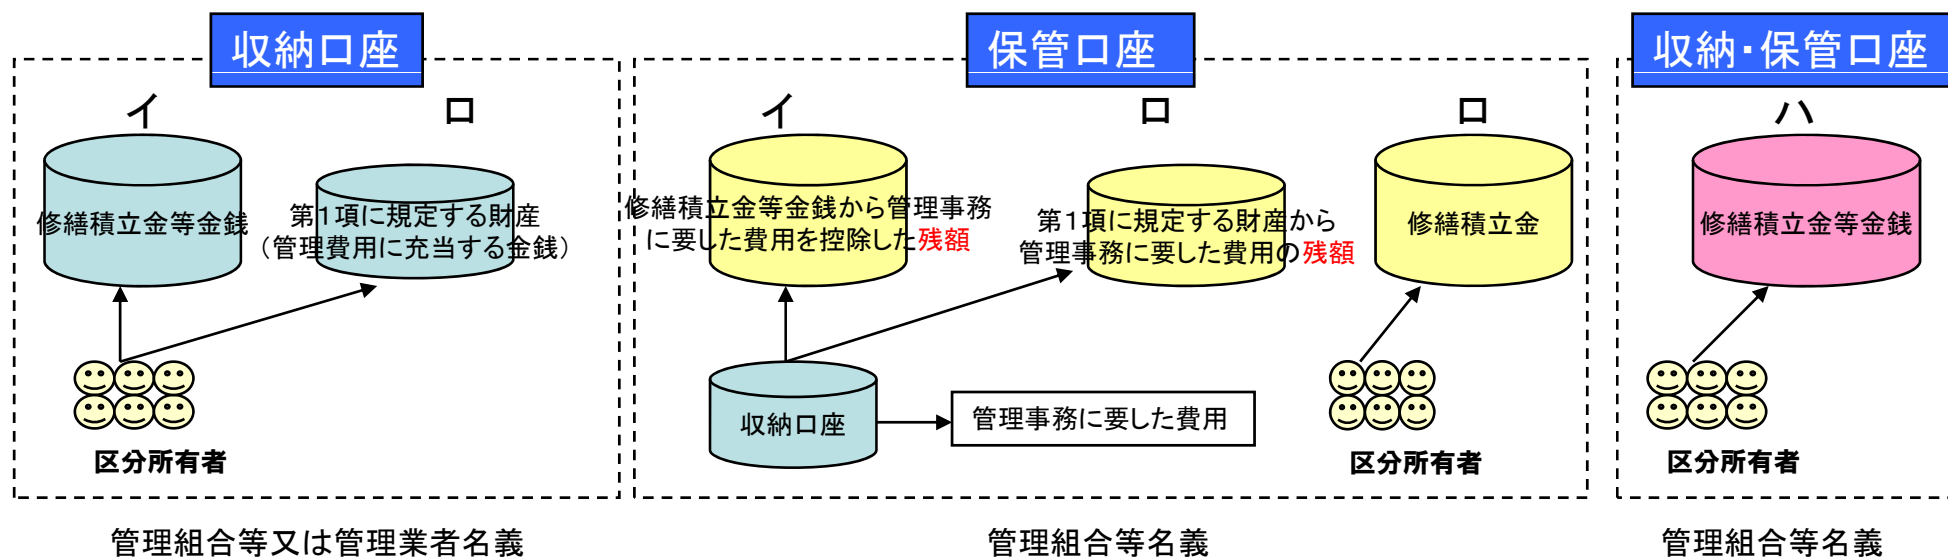 収納口座
イ
ロ
修繕積立金等金銭
第１項に規定する財産
（管理費用に充当する金銭）
区分所有者
管理組合等又は管理業者名義
保管口座
イ
ロ
ロ
修繕積立金等金銭から管理事務
に要した費用を控除した残額
第１項に規定する財産から
管理事務に要した費用の残額
修繕積立金
収納口座
管理事務に要した費用
区分所有者
管理組合等名義
収納・保管口座
ハ
修繕積立金等金銭
区分所有者
管理組合等名義